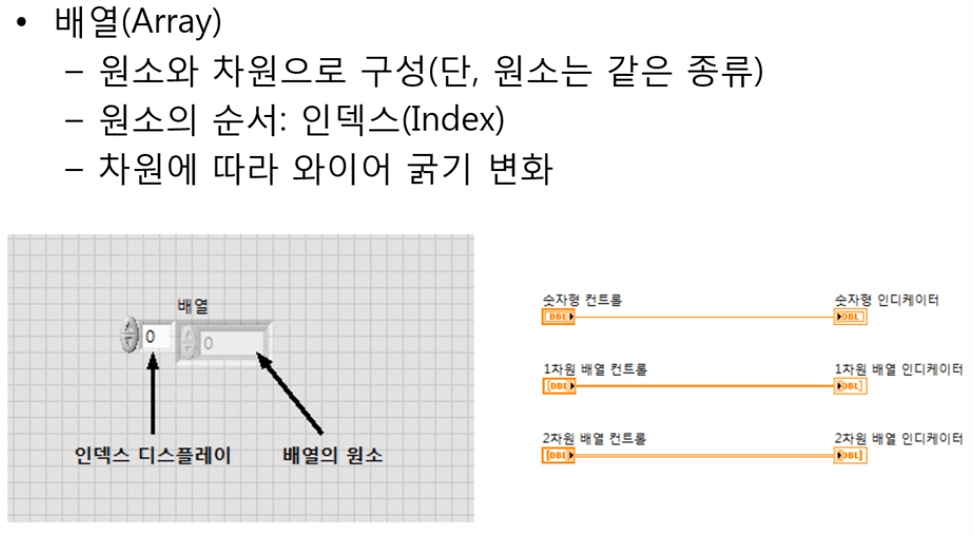 • 배열(Array)
– 원소와 차원으로 구성(단, 원소는 같은 종류)
– 원소의 순서: 인덱스(Index)
– 차원에 따라 와이어 굵기 변화
배열
0 0
인덱스 디스플레이 배열의 원소
숫자형 컨트롤 숫자형 인디케이터
DBL DBL
1차원 배열 컨트롤 1차원 배열 인디케이터
[DBL] [DBL]
2차원 배열 컨트롤 2차원 배열 인디케이터
[DBL] [DBL]